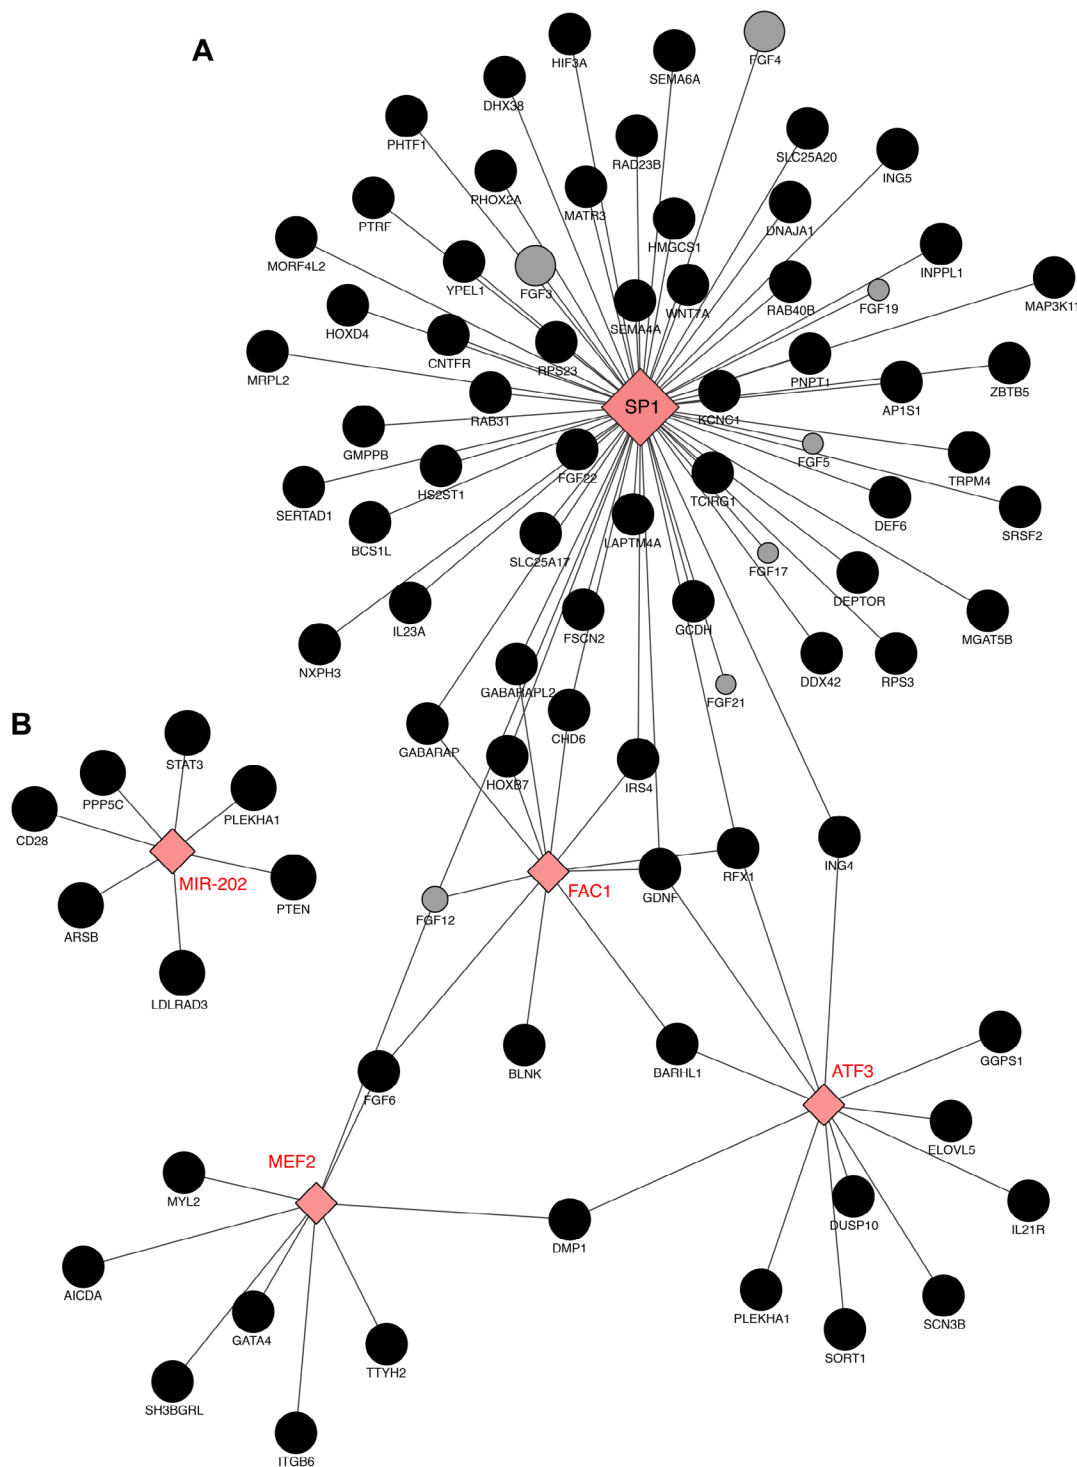 A
HIF3A
SEMA6A
FGF4
DHX38
PHTF1
RAD23B
SLC25A20
ING5
PHOX2A
MATR3
PTRF
HMGCS1
DNAJA1
MORF4L2
YPEL1
FGF3
SEMA4A
WNT7A
RAB40B
FGF19
INPPL1
MAP3K11
HOXD4
CNTFR
RPS23
MRPL2
PNPT1
ZBTB5
AP1S1
RAB31
SP1
KCNC1
GMPPB
HS2ST1
FGF22
FGF5
TRPM4
SERTAD1
TCIRG1
DEF6
SRSF2
BCS1L
SLC25A17
LAPTM4A
FGF17
DEPTOR
IL23A
FSCN2
GCDH
MGAT5B
NXPH3
GABARAPL2
DDX42
RPS3
FGF21
B
GABARAP
CHD6
STAT3
HOXB7
IRS4
PPP5C
PLEKHA1
CD28
MIR-202
PTEN
FAC1
GDNF
RFX1
ING4
ARSB
FGF12
LDLRAD3
BLNK
BARHL1
ATF3
GGPS1
FGF6
ELOVL5
MEF2
MYL2
DMP1
DUSP10
IL21R
AICDA
GATA4
TTYH2
PLEKHA1
SORT1
SCN3B
SH3BGRL
ITGB6